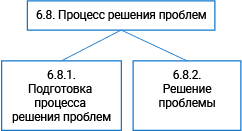 6.8. Процесс решения проблем
6.8.1.
Подготовка
процесса
решения проблем
6.8.2.
Решение
проблемы